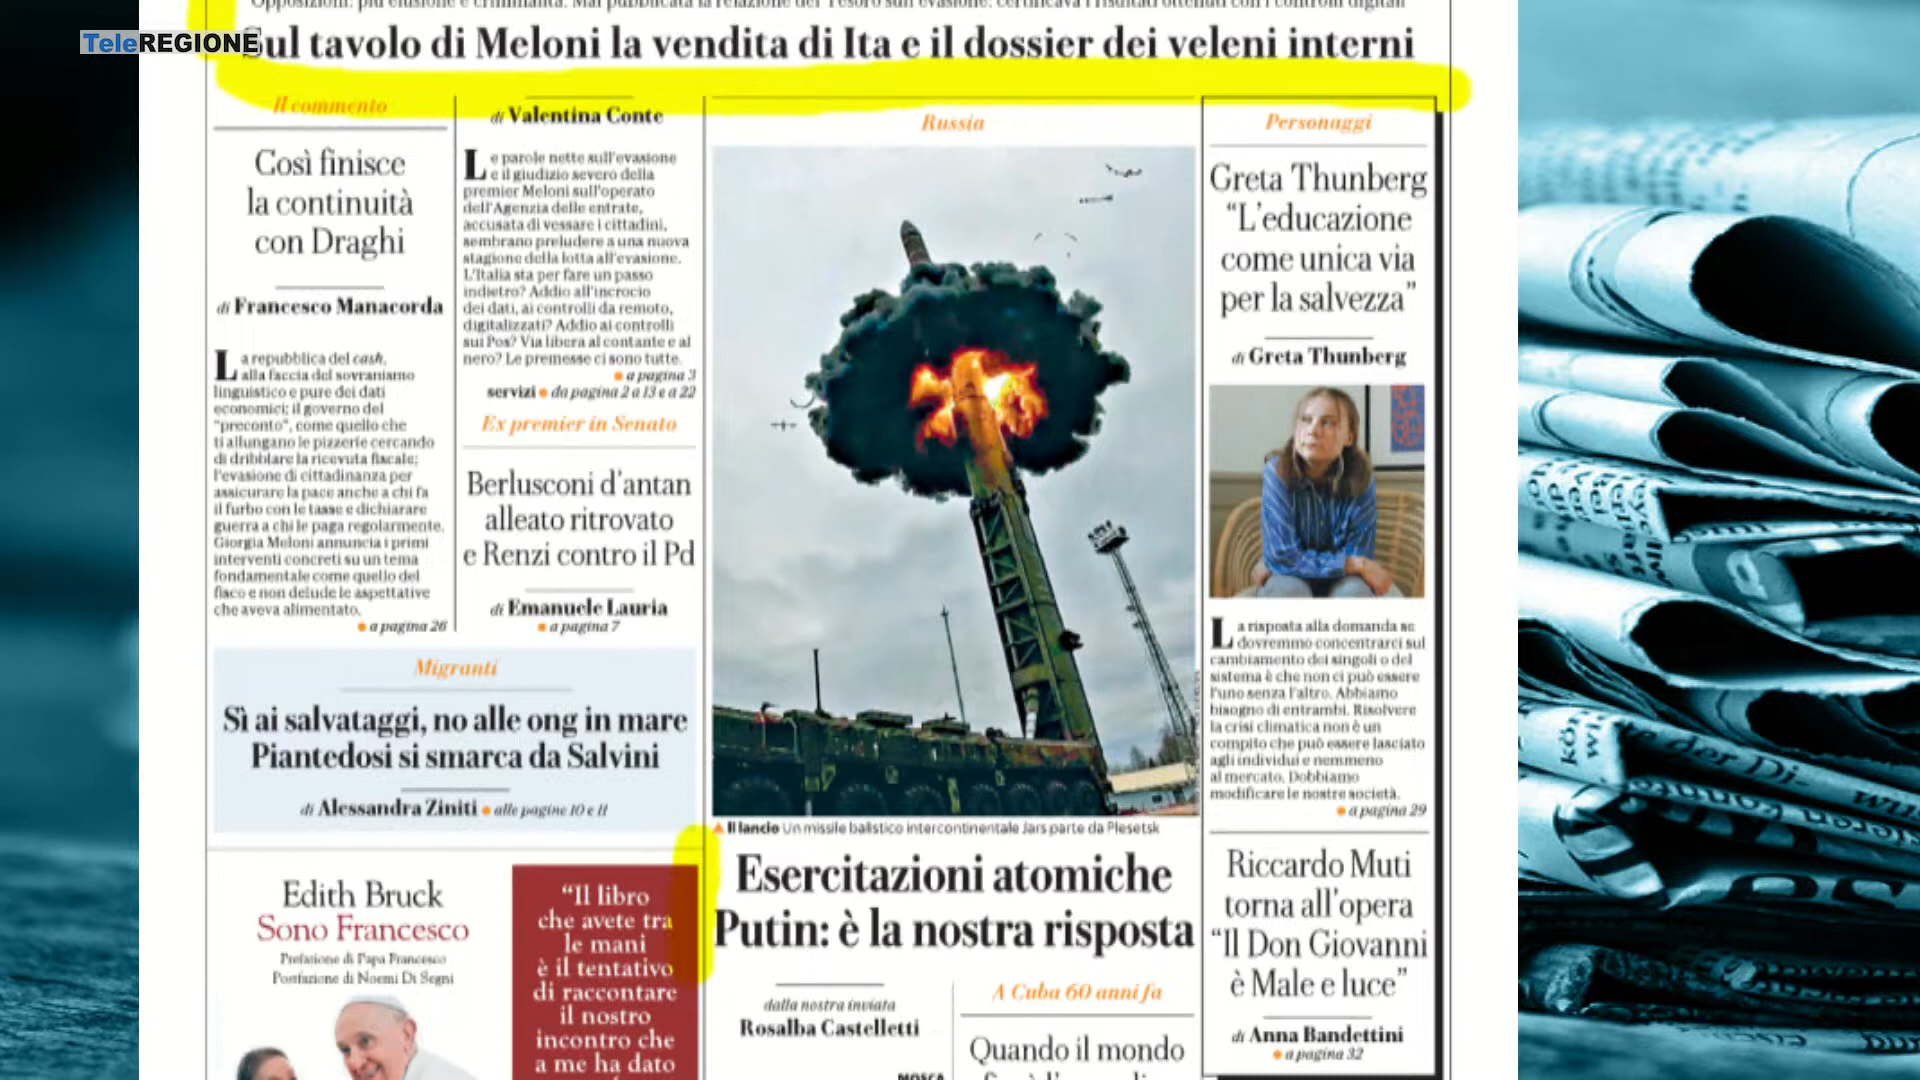 Opposizioni: più elusione e criminalità. Mai pubblicata la relazione del Tesoro sull'evasione: certificava i risultati ottenuti con i controlli digitali
TeleREGIONE
Sul tavolo di Meloni la vendita di Ita e il dossier dei veleni interni
Il commento
Così finisce
la continuità
con Draghi
di Francesco Manacorda
La repubblica del cash,
alla faccia del sovranismo
linguistico e pure dei dati
economici; il governo del
"preconto", come quello che
ti allungano le pizzerie cercando
di dribblare la ricevuta fiscale;
l'evasione di cittadinanza per
assicurare la pace anche a chi fa
il furbo con le tasse e dichiarare
guerra a chi le paga regolarmente.
Giorgia Meloni annuncia i primi
interventi concreti su un tema
fondamentale come quello del
fisco e non delude le aspettative
che aveva alimentato.
a pagina 26
di Valentina Conte
Le parole nette sull'evasione
e il giudizio severo della
premier Meloni sull'operato
dell'Agenzia delle entrate,
accusata di vessare i cittadini,
sembrano preludere a una nuova
stagione della lotta all'evasione.
L'Italia sta per fare un passo
indietro? Addio all'incrocio
dei dati, ai controlli da remoto,
digitalizzati? Addio ai controlli
sui Pos? Via libera al contante e al
nero? Le premesse ci sono tutte.
a pagina 3
servizi da pagina 2 a 13 e a 22
Ex premier in Senato
Berlusconi d'antan
alleato ritrovato
e Renzi contro il Pd
di Emanuele Lauria
a pagina 7
Migranti
Sì ai salvataggi, no alle ong in mare
Piantedosi si smarca da Salvini
di Alessandra Ziniti alle pagine 10 e 11
Edith Bruck
Sono Francesco
Prefazione di Papa Francesco
Postfazione di Noemi Di Segni
"Il libro
che avete tra
le mani
è il tentativo
di raccontare
il nostro
incontro che
a me ha dato
Russia
Il lancio Un missile balistico intercontinentale Jars parte da Plesetsk
Esercitazioni atomiche
Putin: è la nostra risposta
dalla nostra inviata
Rosalba Castelletti
MOSCA
A Cuba 60 anni fa
Quando il mondo
Personaggi
Greta Thunberg
"L'educazione
come unica via
per la salvezza"
di Greta Thunberg
La risposta alla domanda se
dovremmo concentrarci sul
cambiamento dei singoli o del
sistema è che non ci può essere
l'uno senza l'altro. Abbiamo
bisogno di entrambi. Risolvere
la crisi climatica non è un
compito che può essere lasciato
agli individui e nemmeno
al mercato. Dobbiamo
modificare le nostre società.
a pagina 29
Riccardo Muti
torna all'opera
"Il Don Giovanni
è Male e luce"
di Anna Bandettini
a pagina 32